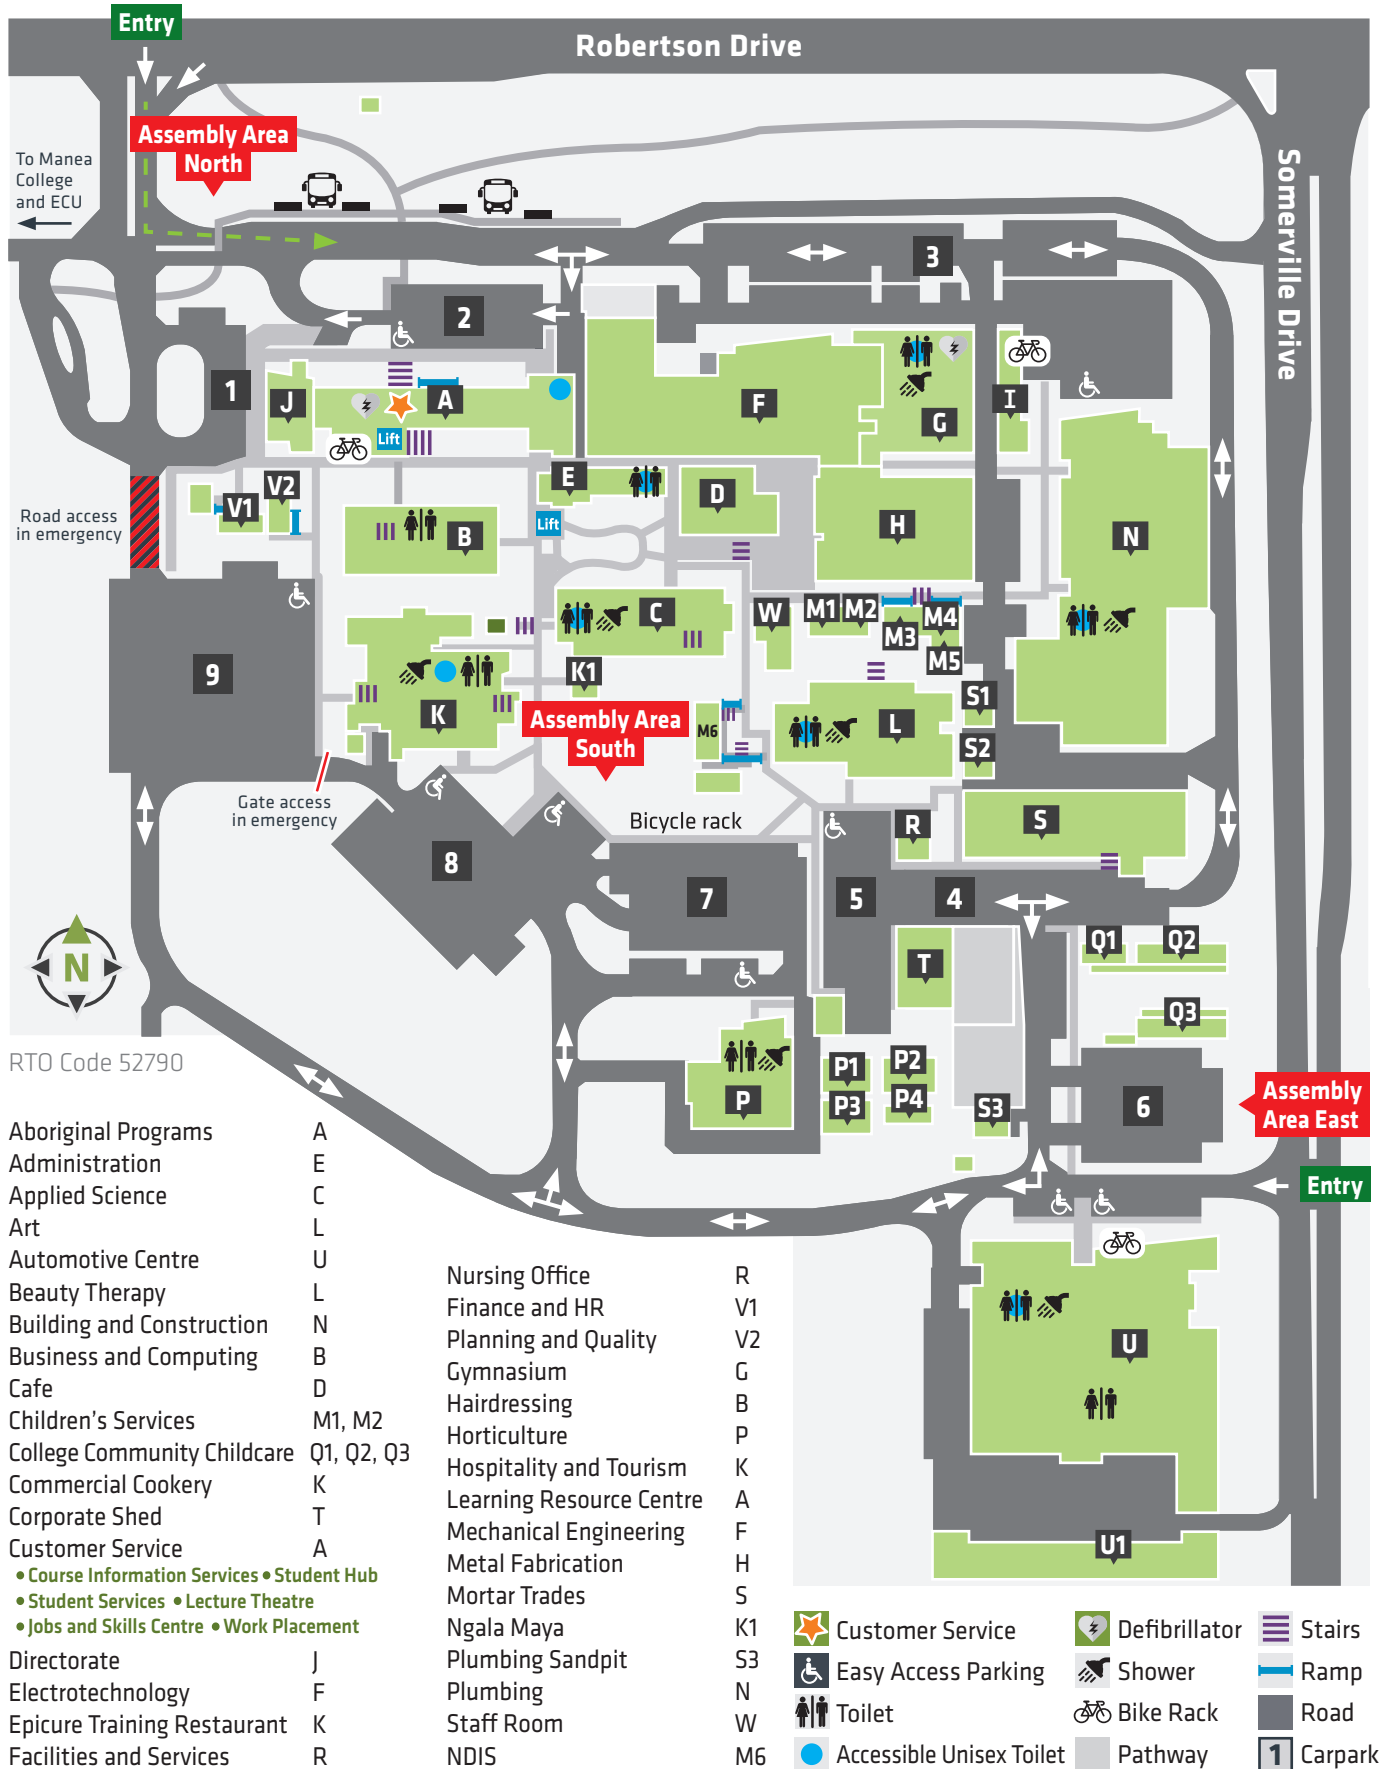 Entry
Robertson Drive
Assembly Area
North
To Manea
College
and ECU
Somerville Drive
3
2
1
J
A
F
G
I
Lift
E
D
V2
V1
Road access
in emergency
B
Lift
H
N
9
C
W
M1
M2
M3
M4
M5
K1
K
Assembly Area
South
M6
L
S1
S2
Gate access
in emergency
Bicycle rack
R
S
8
7
5
4
N
T
Q1
Q2
Q3
RTO Code 52790
P
P1
P2
P3
P4
S3
6
Assembly
Area East
Entry
U
U1
Aboriginal Programs A
Administration E
Applied Science C
Art L
Automotive Centre U
Beauty Therapy L
Building and Construction N
Business and Computing B
Cafe D
Children's Services M1, M2
College Community Childcare Q1, Q2, Q3
Commercial Cookery K
Corporate Shed T
Customer Service A
• Course Information Services • Student Hub
• Student Services • Lecture Theatre
• Jobs and Skills Centre • Work Placement
Directorate J
Electrotechnology F
Epicure Training Restaurant K
Facilities and Services R
Nursing Office R
Finance and HR V1
Planning and Quality V2
Gymnasium G
Hairdressing B
Horticulture P
Hospitality and Tourism K
Learning Resource Centre A
Mechanical Engineering F
Metal Fabrication H
Mortar Trades S
Ngala Maya K1
Plumbing Sandpit S3
Plumbing N
Staff Room W
NDIS M6
Customer Service
Easy Access Parking
Toilet
Accessible Unisex Toilet
Defibrillator
Shower
Bike Rack
Pathway
Stairs
Ramp
Road
1 Carpark